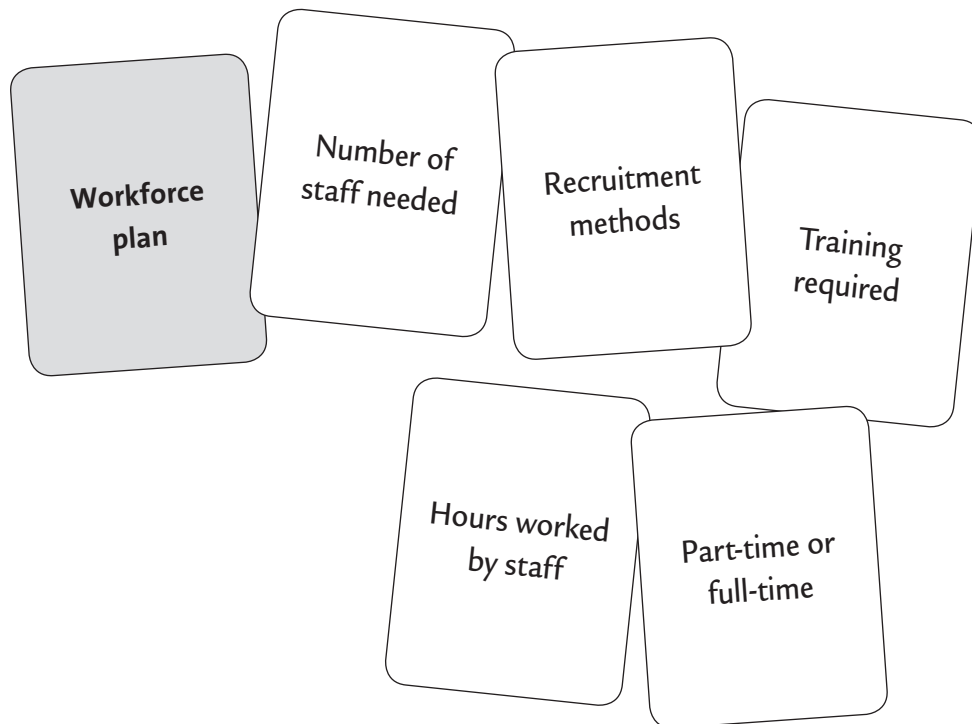 Workforce
plan
Number of
staff needed
Recruitment
methods
Training
required
Hours worked
by staff
Part-time or
full-time